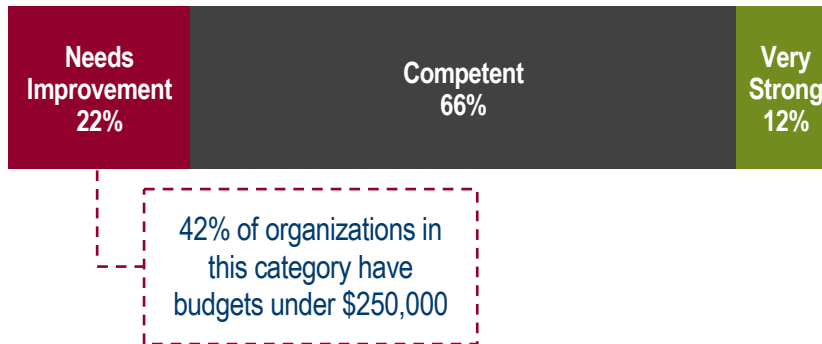 Needs
Improvement
22%
Competent
66%
Very
Strong
12%
42% of organizations in
this category have
budgets under $250,000